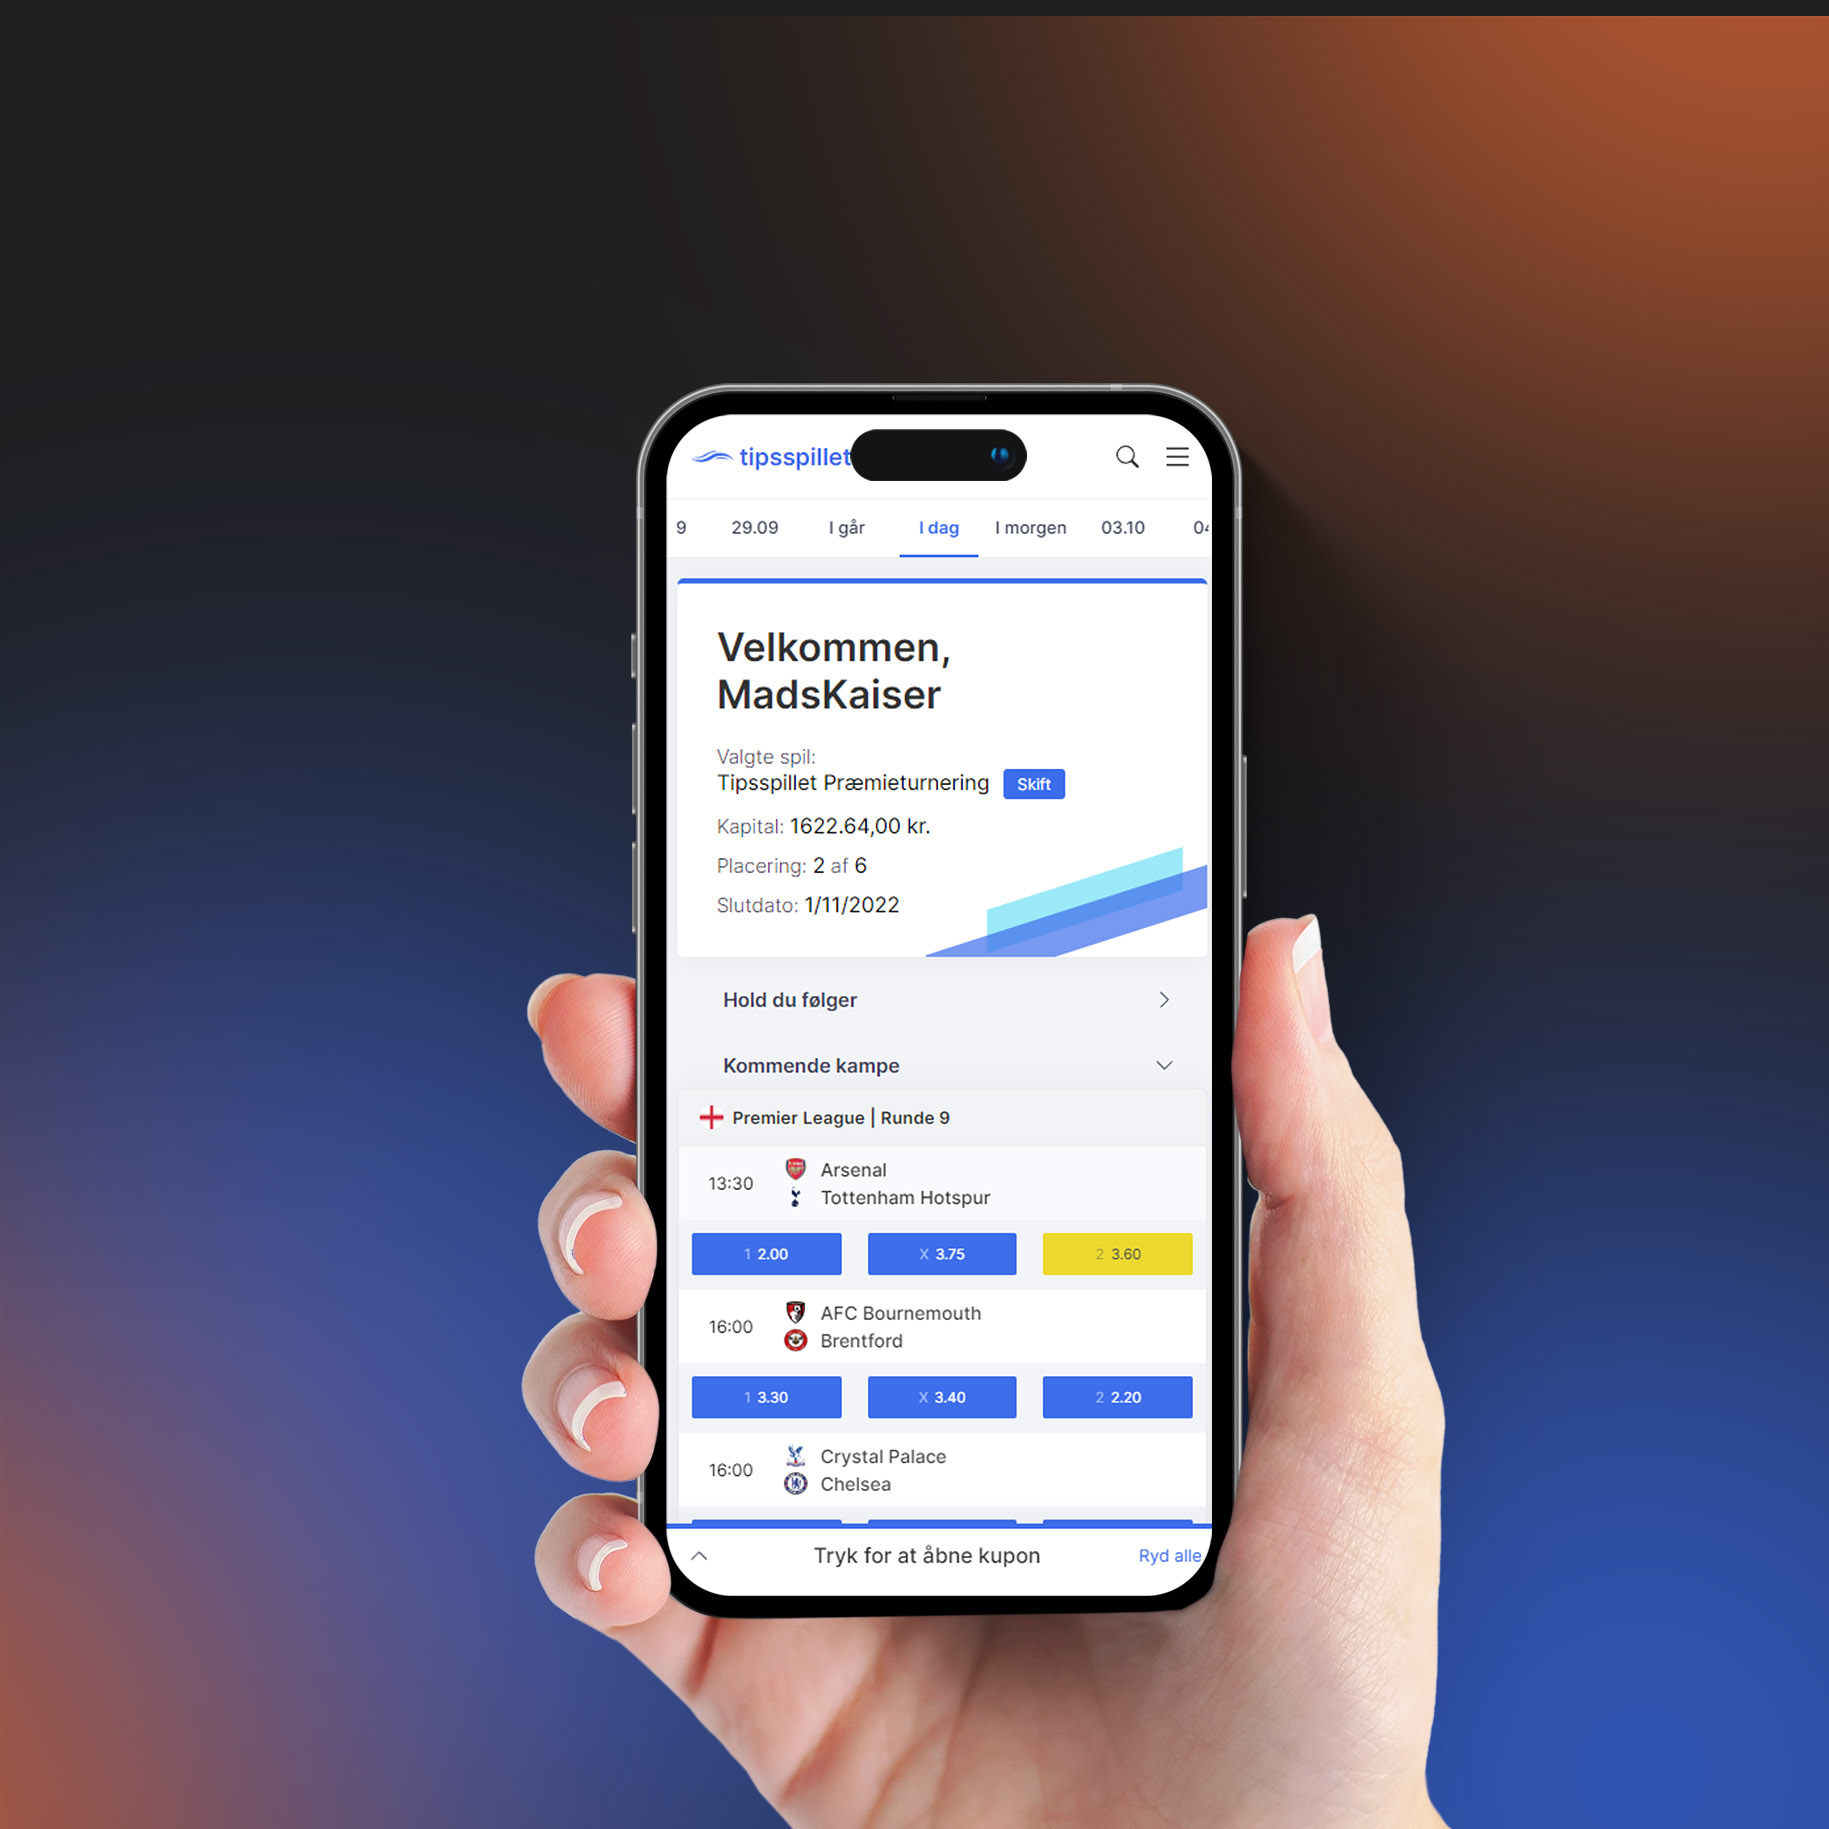 tipsspillet
9 29.09 I går I dag I morgen 03.10 04
Velkommen,
MadsKaiser
Valgte spil:
Tipsspillet Præmieturnering Skift
Kapital: 1622.64,00 kr.
Placering: 2 af 6
Slutdato: 1/11/2022
Hold du følger
Kommende kampe
Premier League | Runde 9
13:30 Arsenal
Tottenham Hotspur
1 2.00 X 3.75 2 3.60
16:00 AFC Bournemouth
Brentford
1 3.30 X 3.40 2 2.20
16:00 Crystal Palace
Chelsea
Tryk for at åbne kupon Ryd alle